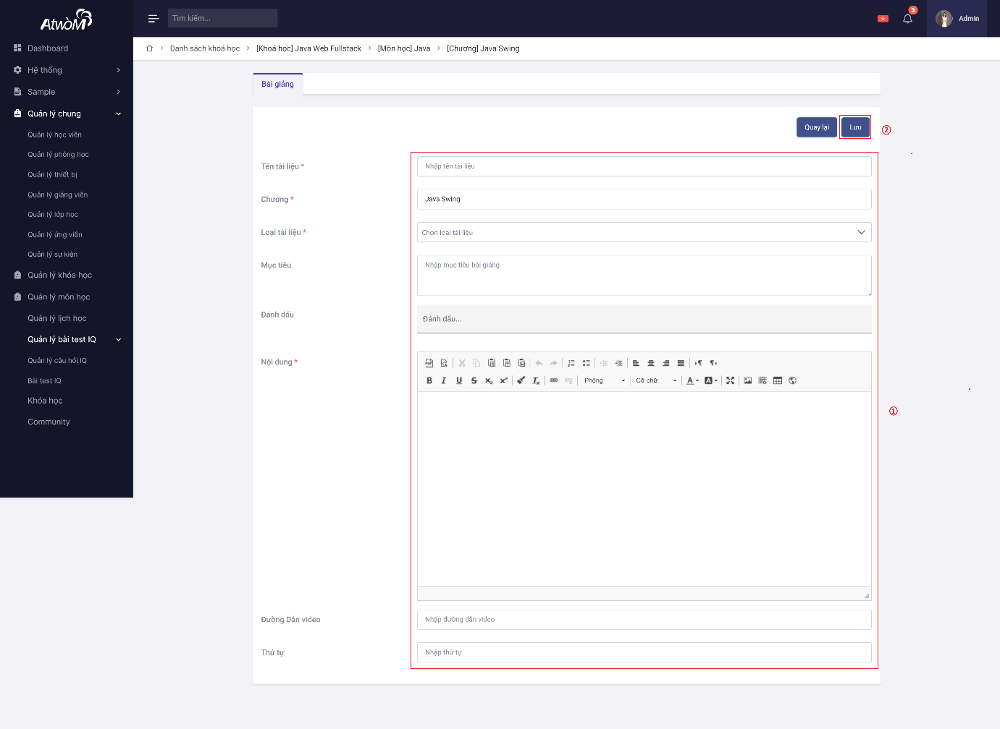 AtwòM
Tìm kiếm...
3
Admin
Dashboard
Hệ thống
Sample
Quản lý chung
Quản lý học viên
Quản lý phòng học
Quản lý thiết bị
Quản lý giảng viên
Quản lý lớp học
Quản lý ứng viên
Quản lý sự kiện
Quản lý khóa học
Quản lý môn học
Quản lý lịch học
Quản lý bài test IQ
Quản lý câu hỏi IQ
Bài test IQ
Khóa học
Community
Danh sách khoá học > [Khoá học] Java Web Fullstack > [Môn học] Java > [Chương] Java Swing
Bài giảng
Quay lại Lưu ②
Tên tài liệu * Nhập tên tài liệu
Chương * Java Swing
Loại tài liệu * Chọn loại tài liệu
Mục tiêu Nhập mục tiêu bài giảng
Đánh dấu Đánh dấu...
Nội dung *
Phông Cỡ chữ
①
Đường Dẫn video Nhập đường dẫn video
Thứ tự Nhập thứ tự